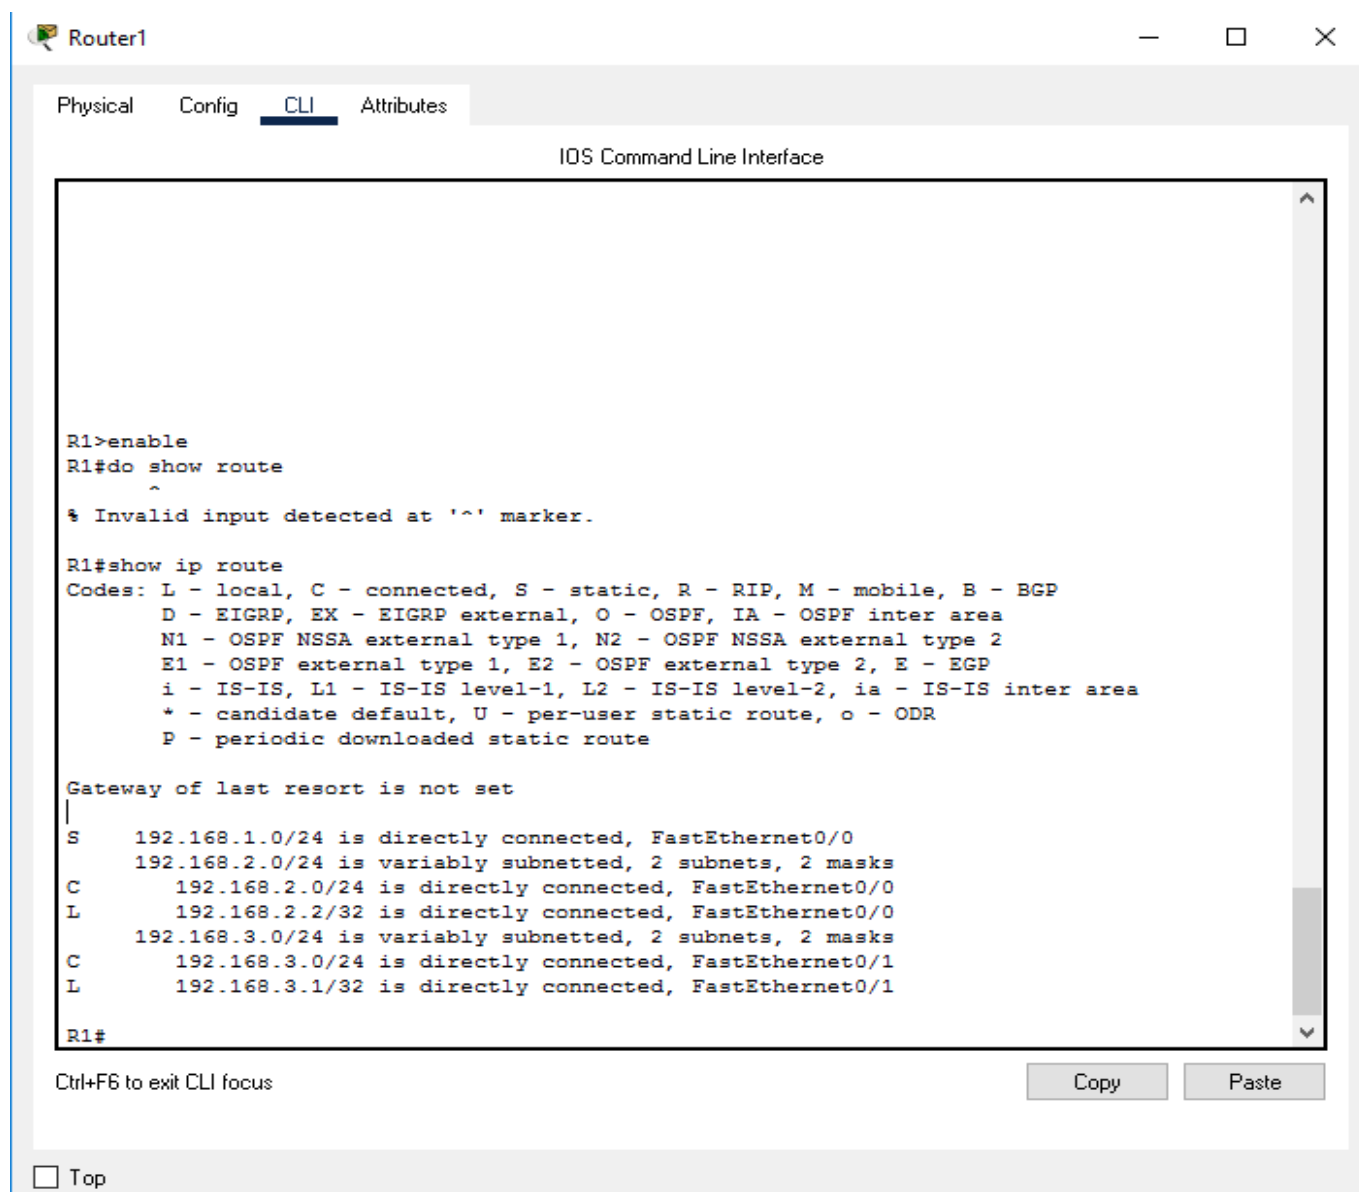 Router1
Physical Config CLI Attributes
IOS Command Line Interface
R1>enable
R1#do show route
       ^
% Invalid input detected at '^' marker.
R1#show ip route
Codes: L - local, C - connected, S - static, R - RIP, M - mobile, B - BGP
       D - EIGRP, EX - EIGRP external, O - OSPF, IA - OSPF inter area
       N1 - OSPF NSSA external type 1, N2 - OSPF NSSA external type 2
       E1 - OSPF external type 1, E2 - OSPF external type 2, E - EGP
       i - IS-IS, L1 - IS-IS level-1, L2 - IS-IS level-2, ia - IS-IS inter area
       * - candidate default, U - per-user static route, o - ODR
       P - periodic downloaded static route
Gateway of last resort is not set
S    192.168.1.0/24 is directly connected, FastEthernet0/0
     192.168.2.0/24 is variably subnetted, 2 subnets, 2 masks
C       192.168.2.0/24 is directly connected, FastEthernet0/0
L       192.168.2.2/32 is directly connected, FastEthernet0/0
     192.168.3.0/24 is variably subnetted, 2 subnets, 2 masks
C       192.168.3.0/24 is directly connected, FastEthernet0/1
L       192.168.3.1/32 is directly connected, FastEthernet0/1
R1#
Ctrl+F6 to exit CLI focus Copy Paste
Top